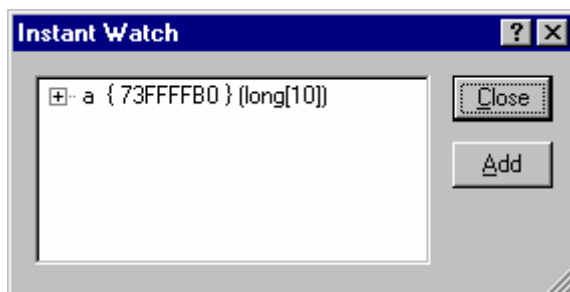 Instant Watch
a { 73FFFFB0 } (long[10])
Close
Add